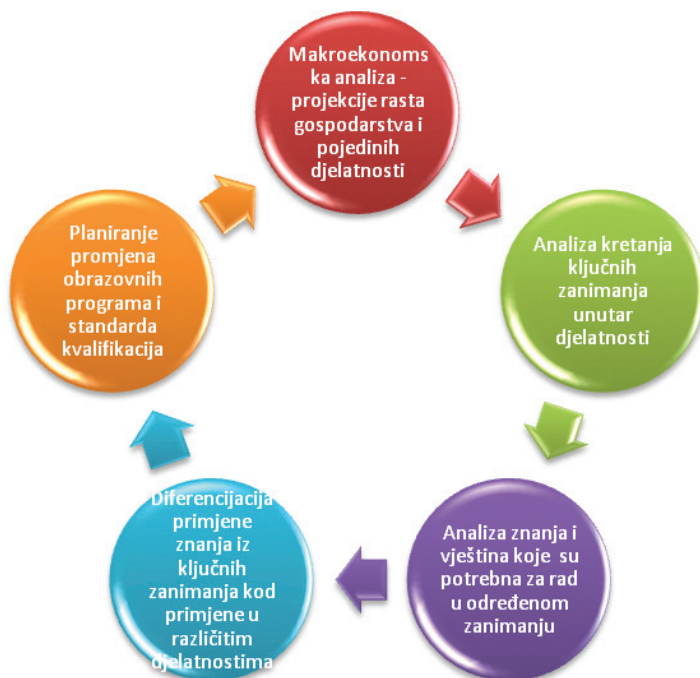 Makroekonoms
ka analiza -
projekcije rasta
gospodarstva i
pojedinih
djelatnosti
Analiza kretanja
ključnih
zanimanja
unutar
djelatnosti
Analiza znanja i
vještina koje su
potrebna za rad
u određenom
zanimanju
Diferencijacija
primjene
znanja iz
ključnih
zanimanja kod
primjene u
različitim
djelatnostima
Planiranje
promjena
obrazovnih
programa i
standarda
kvalifikacija